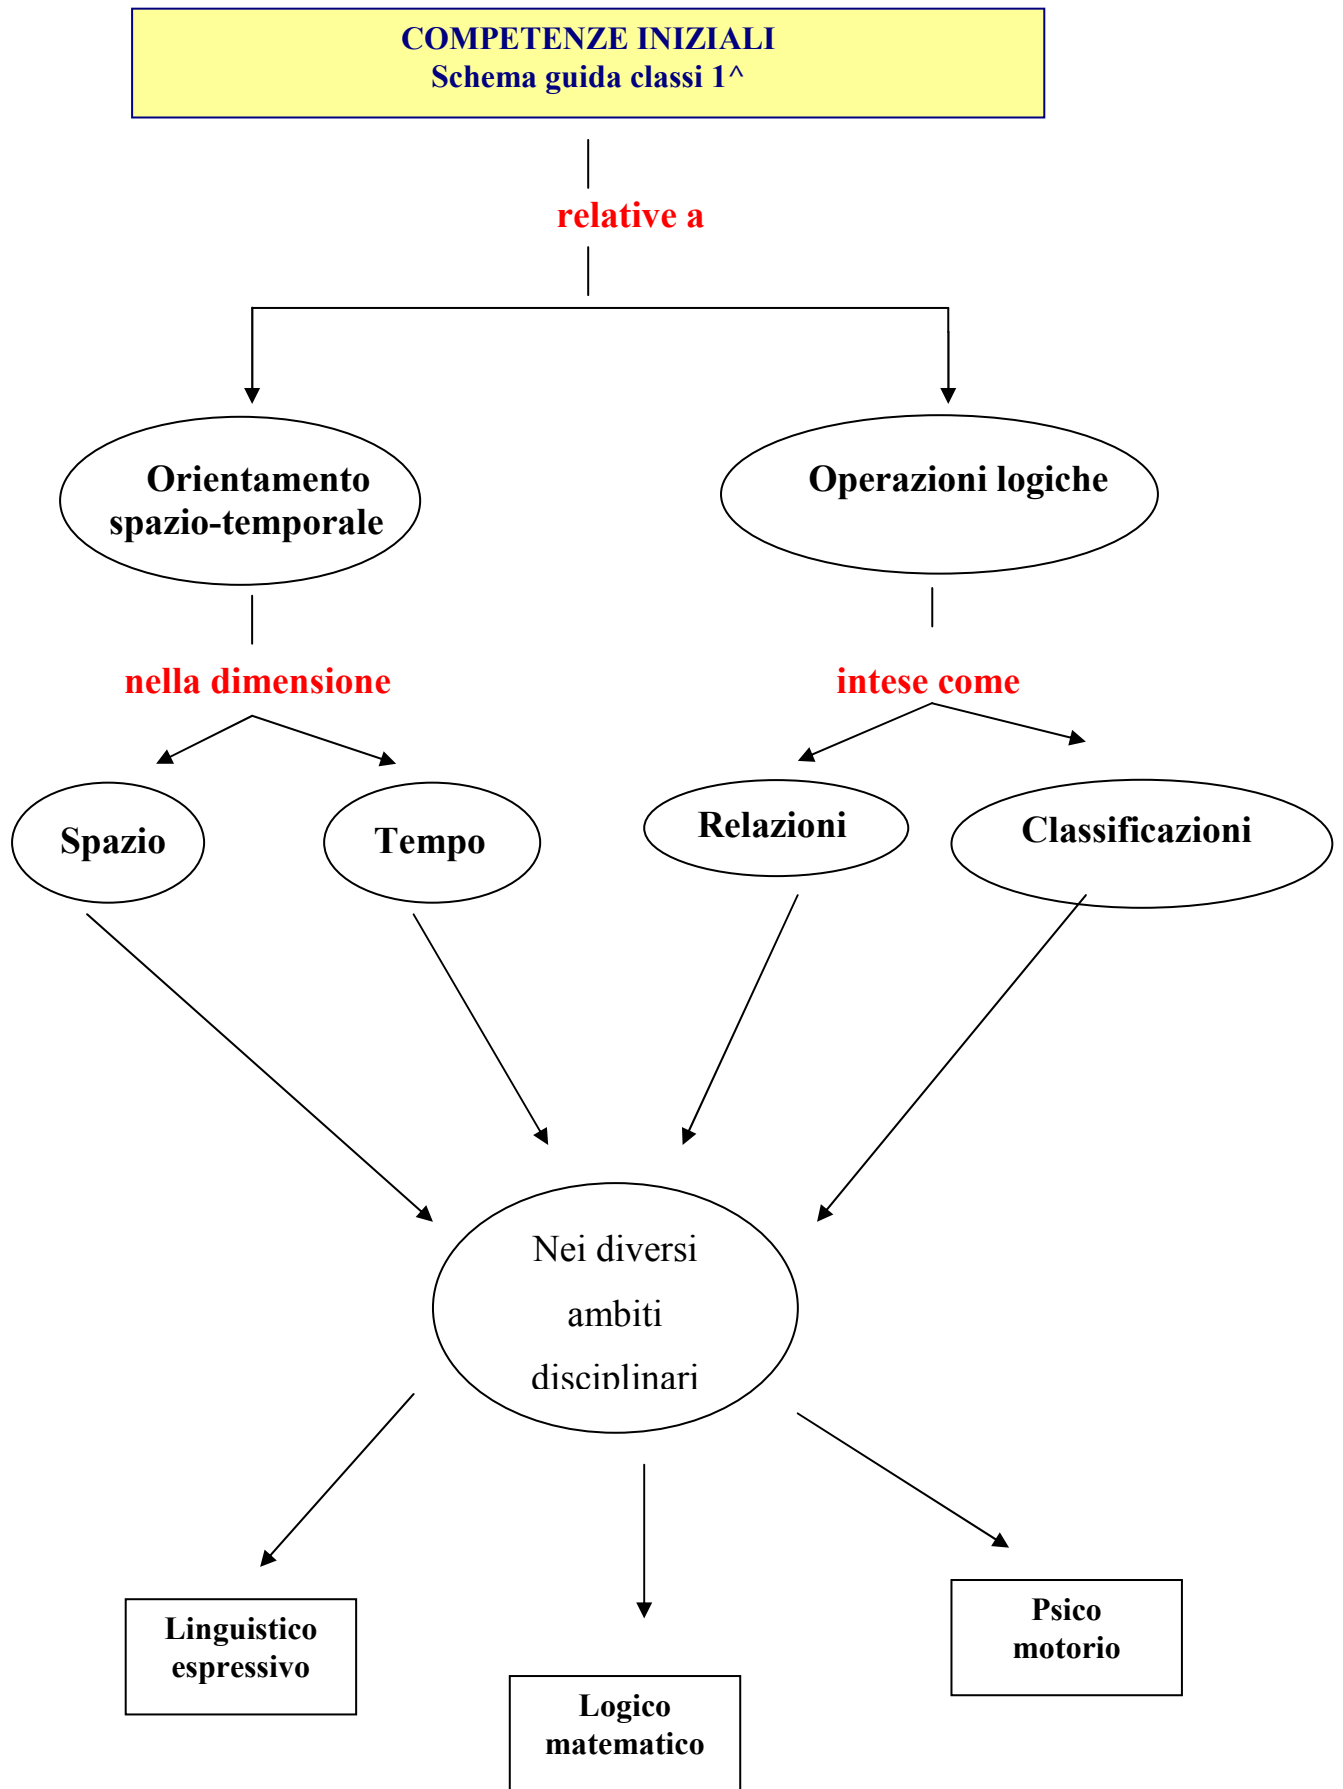 COMPETENZE INIZIALI
Schema guida classi 1^
relative a
Orientamento
spazio-temporale
Operazioni logiche
nella dimensione
intese come
Spazio
Tempo
Relazioni
Classificazioni
Nei diversi
ambiti
disciplinari
Linguistico
espressivo
Logico
matematico
Psico
motorio